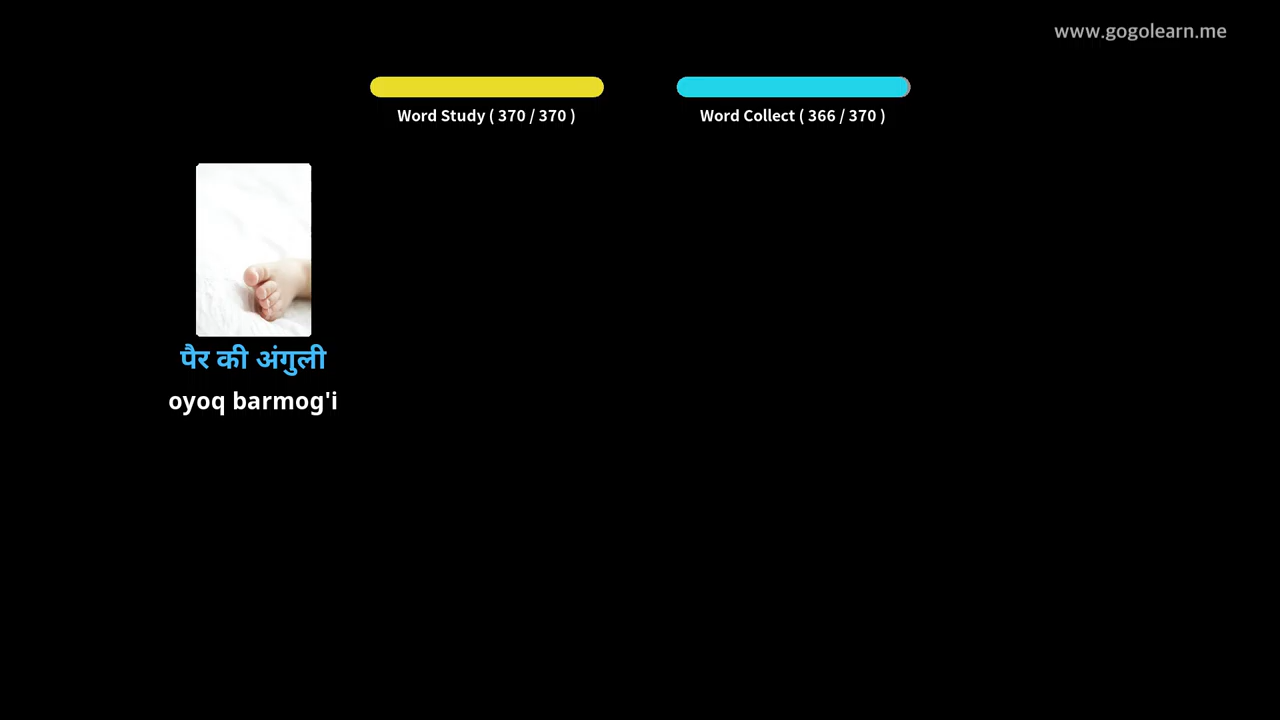 www.gogolearn.me
Word Study ( 370 / 370 )
Word Collect ( 366 / 370 )
पैर की अंगुली
oyoq barmog'i